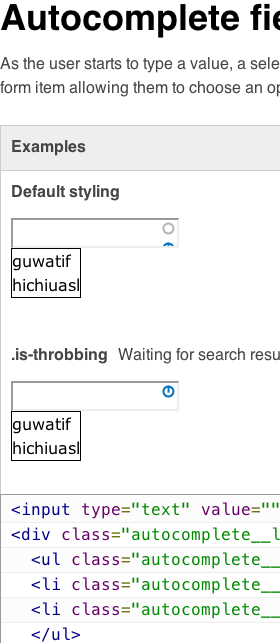 Autocomplete fie
As the user starts to type a value, a sele
form item allowing them to choose an op
Examples
Default styling
guwatif
hichiuasl
.is-throbbing Waiting for search resu
guwatif
hichiuasl
<input type="text" value=""
<div class="autocomplete__l
<ul class="autocomplete__
<li class="autocomplete__
<li class="autocomplete__
</ul>